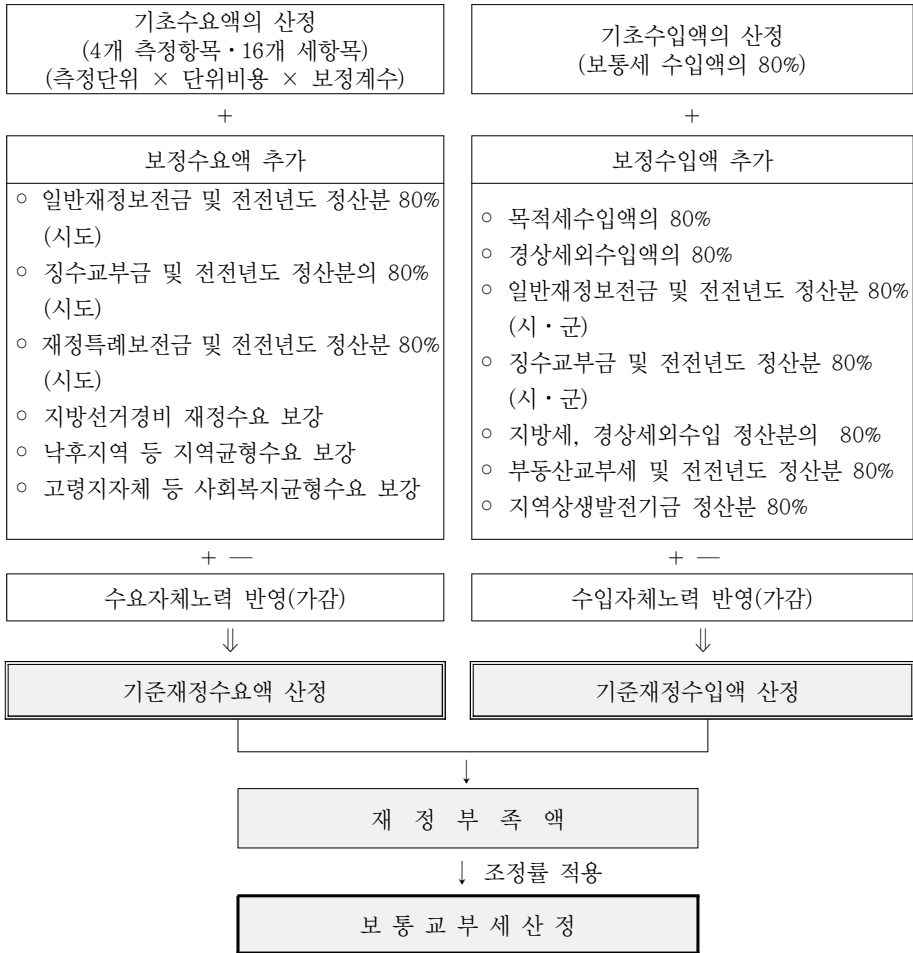 기초수요액의 산정
(4개 측정항목·16개 세항목)
(측정단위 × 단위비용 × 보정계수)
+
보정수요액 추가
○ 일반재정보전금 및 전전년도 정산분 80%
(시도)
○ 징수교부금 및 전전년도 정산분의 80%
(시도)
○ 재정특례보전금 및 전전년도 정산분 80%
(시도)
○ 지방선거경비 재정수요 보강
○ 낙후지역 등 지역균형수요 보강
○ 고령지자체 등 사회복지균형수요 보강
+ —
수요자체노력 반영(가감)
⇓
기준재정수요액 산정
기초수입액의 산정
(보통세 수입액의 80%)
+
보정수입액 추가
○ 목적세수입액의 80%
○ 경상세외수입액의 80%
○ 일반재정보전금 및 전전년도 정산분 80%
(시·군)
○ 징수교부금 및 전전년도 정산분 80%
(시·군)
○ 지방세, 경상세외수입 정산분의 80%
○ 부동산교부세 및 전전년도 정산분 80%
○ 지역상생발전기금 정산분 80%
+ —
수입자체노력 반영(가감)
⇓
기준재정수입액 산정
↓
재 정 부 족 액
↓ 조정률 적용
보 통 교 부 세 산 정